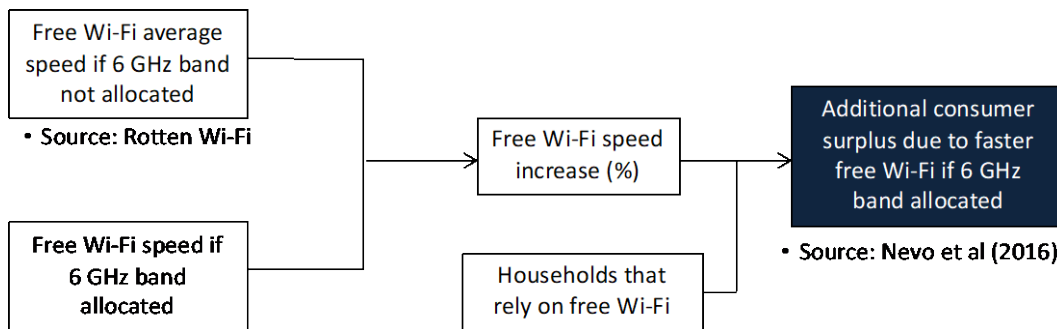 Free Wi-Fi average
speed if 6 GHz band
not allocated
• Source: Rotten Wi-Fi
Free Wi-Fi speed if
6 GHz band
allocated
Free Wi-Fi speed
increase (%)
Households that
rely on free Wi-Fi
Additional consumer
surplus due to faster
free Wi-Fi if 6 GHz
band allocated
• Source: Nevo et al (2016)